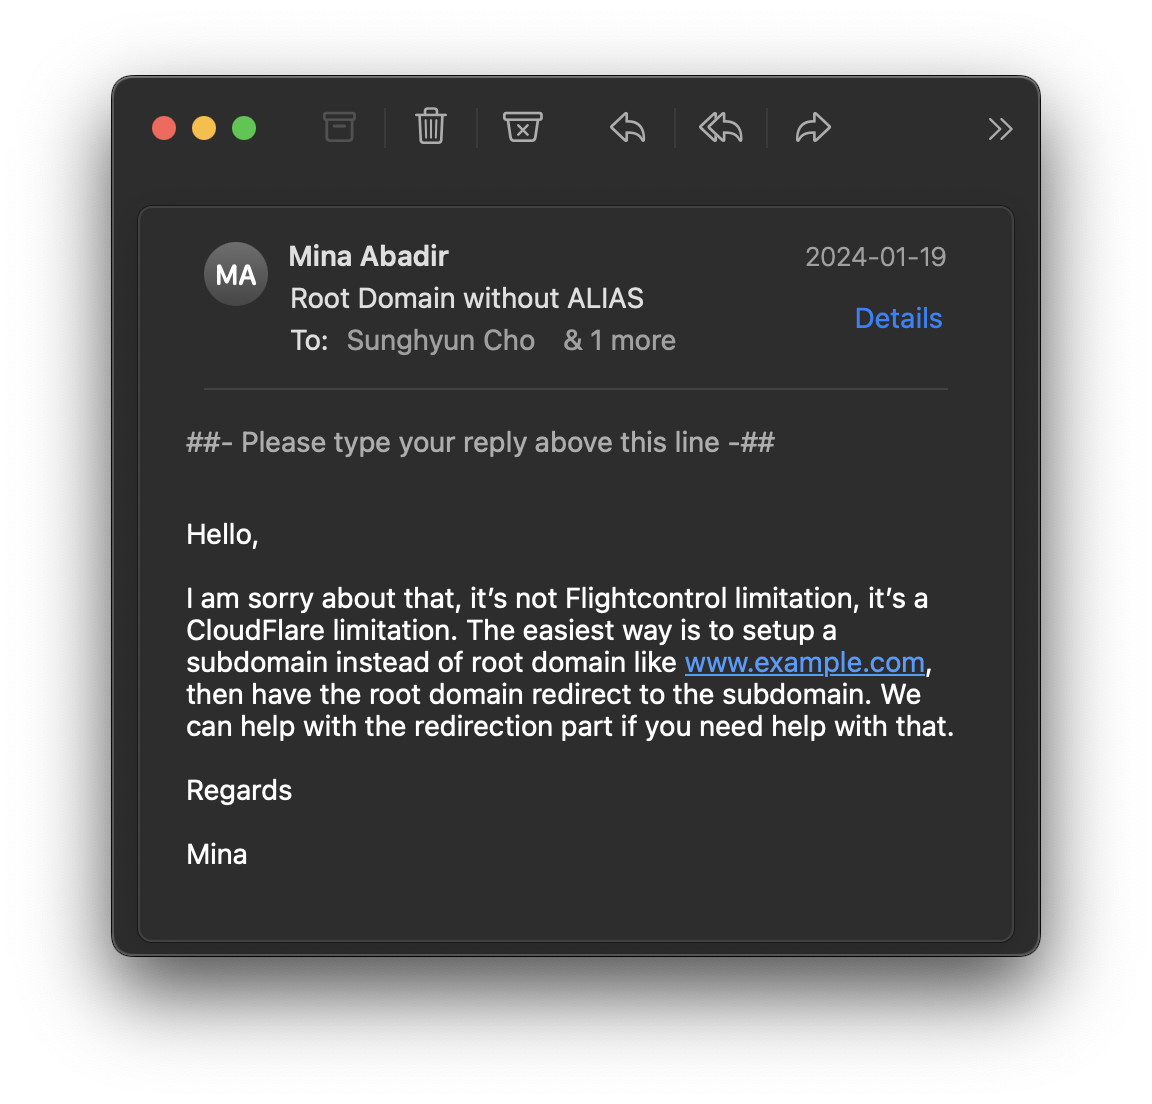 MA
Mina Abadir
2024-01-19
Root Domain without ALIAS
Details
To: Sunghyun Cho & 1 more
##- Please type your reply above this line -##
Hello,
I am sorry about that, it’s not Flightcontrol limitation, it’s a
CloudFlare limitation. The easiest way is to setup a
subdomain instead of root domain like www.example.com,
then have the root domain redirect to the subdomain. We
can help with the redirection part if you need help with that.
Regards
Mina